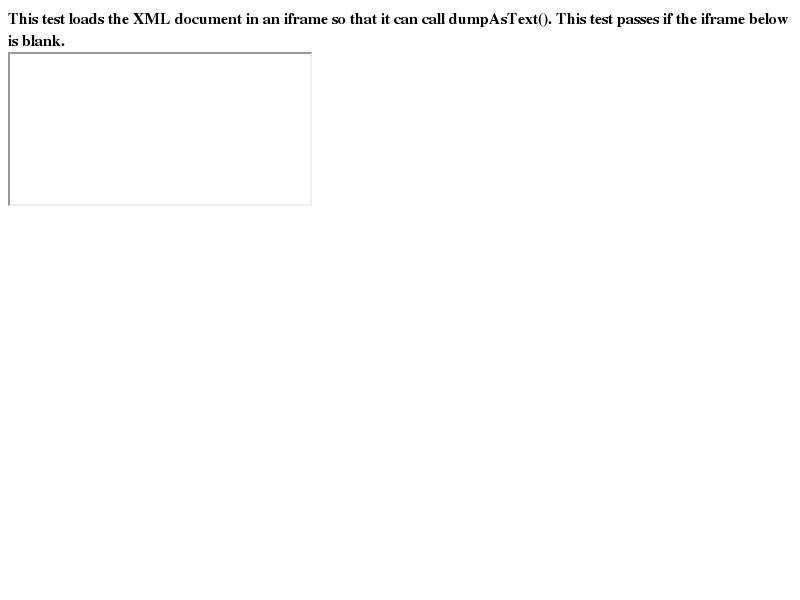 This test loads the XML document in an iframe so that it can call dumpAsText(). This test passes if the iframe below
is blank.